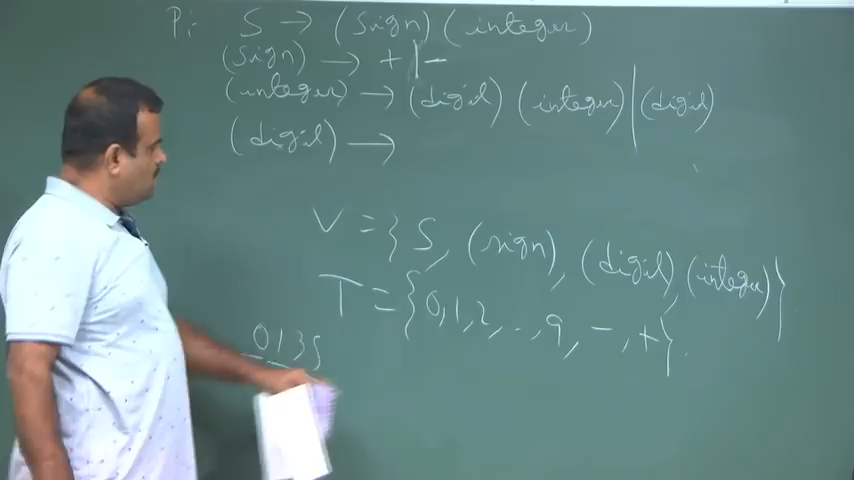 P: S → (sign) (integer)
(sign) → + | -
(integer) → (digit) (integer) | (digit)
(digit) →
V = { S, (sign), (digit), (integer) }
T = { 0, 1, 2, .., 9, -, + }.
0135